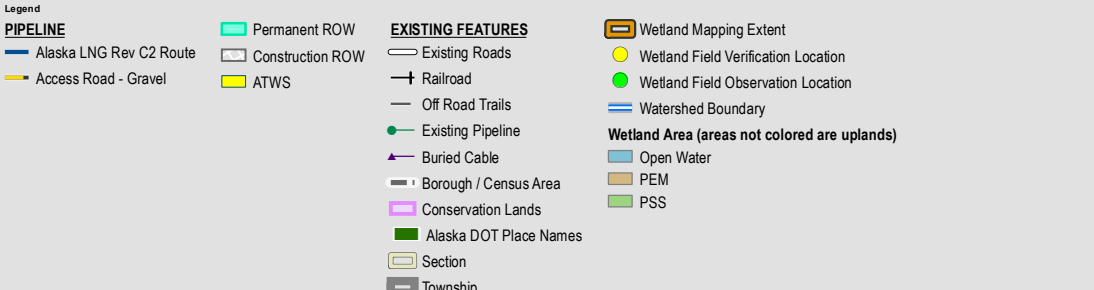 Legend
PIPELINE
Alaska LNG Rev C2 Route
Access Road - Gravel
Permanent ROW
Construction ROW
ATWS
EXISTING FEATURES
Existing Roads
Railroad
Off Road Trails
Existing Pipeline
Buried Cable
Borough / Census Area
Conservation Lands
Alaska DOT Place Names
Section
Township
Wetland Mapping Extent
Wetland Field Verification Location
Wetland Field Observation Location
Watershed Boundary
Wetland Area (areas not colored are uplands)
Open Water
PEM
PSS